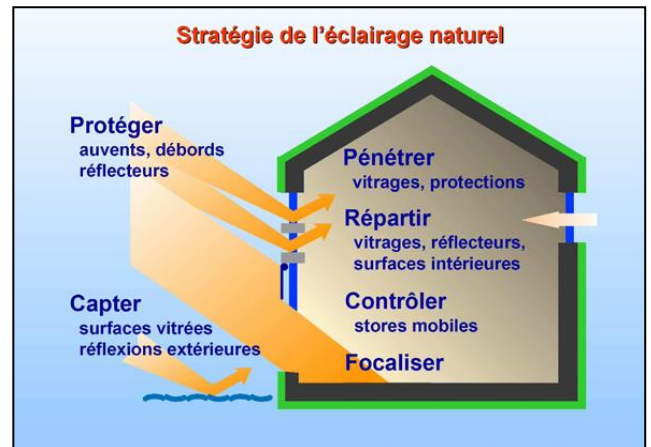 Stratégie de l'éclairage naturel
Protéger
auvents, débords
réflecteurs
Capter
surfaces vitrées
réflexions extérieures
Pénétrer
vitrages, protections
Répartir
vitrages, réflecteurs,
surfaces intérieures
Contrôler
stores mobiles
Focaliser